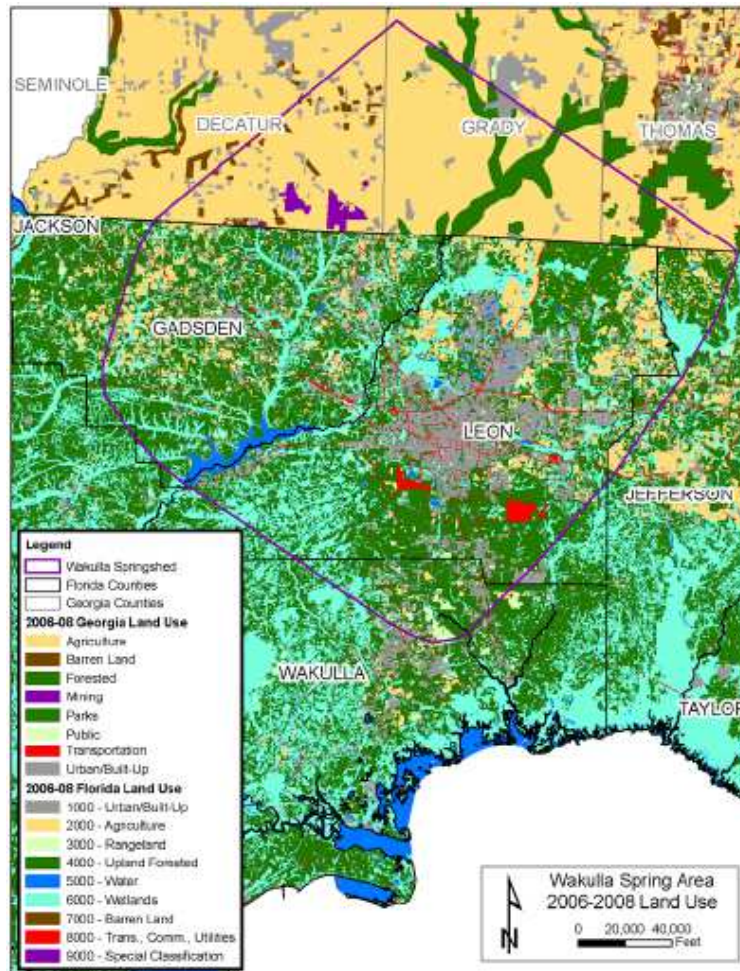 SEMINOLE
DECATUR
GRADY
THOMAS
JACKSON
GADSDEN
LEON
JEFFERSON
WAKULLA
TAYLOR
Legend
Wakulla Springshed
Florida Counties
Georgia Counties
2006-08 Georgia Land Use
Agriculture
Barren Land
Forested
Mining
Parks
Public
Transportation
Urban/Built-Up
2006-08 Florida Land Use
1000 - Urban/Built-Up
2000 - Agriculture
3000 - Rangeland
4000 - Upland Forested
5000 - Water
6000 - Wetlands
7000 - Barren Land
8000 - Trans., Comm., Utilities
9000 - Special Classification
Wakulla Spring Area
2006-2008 Land Use
0 20,000 40,000
Feet
N